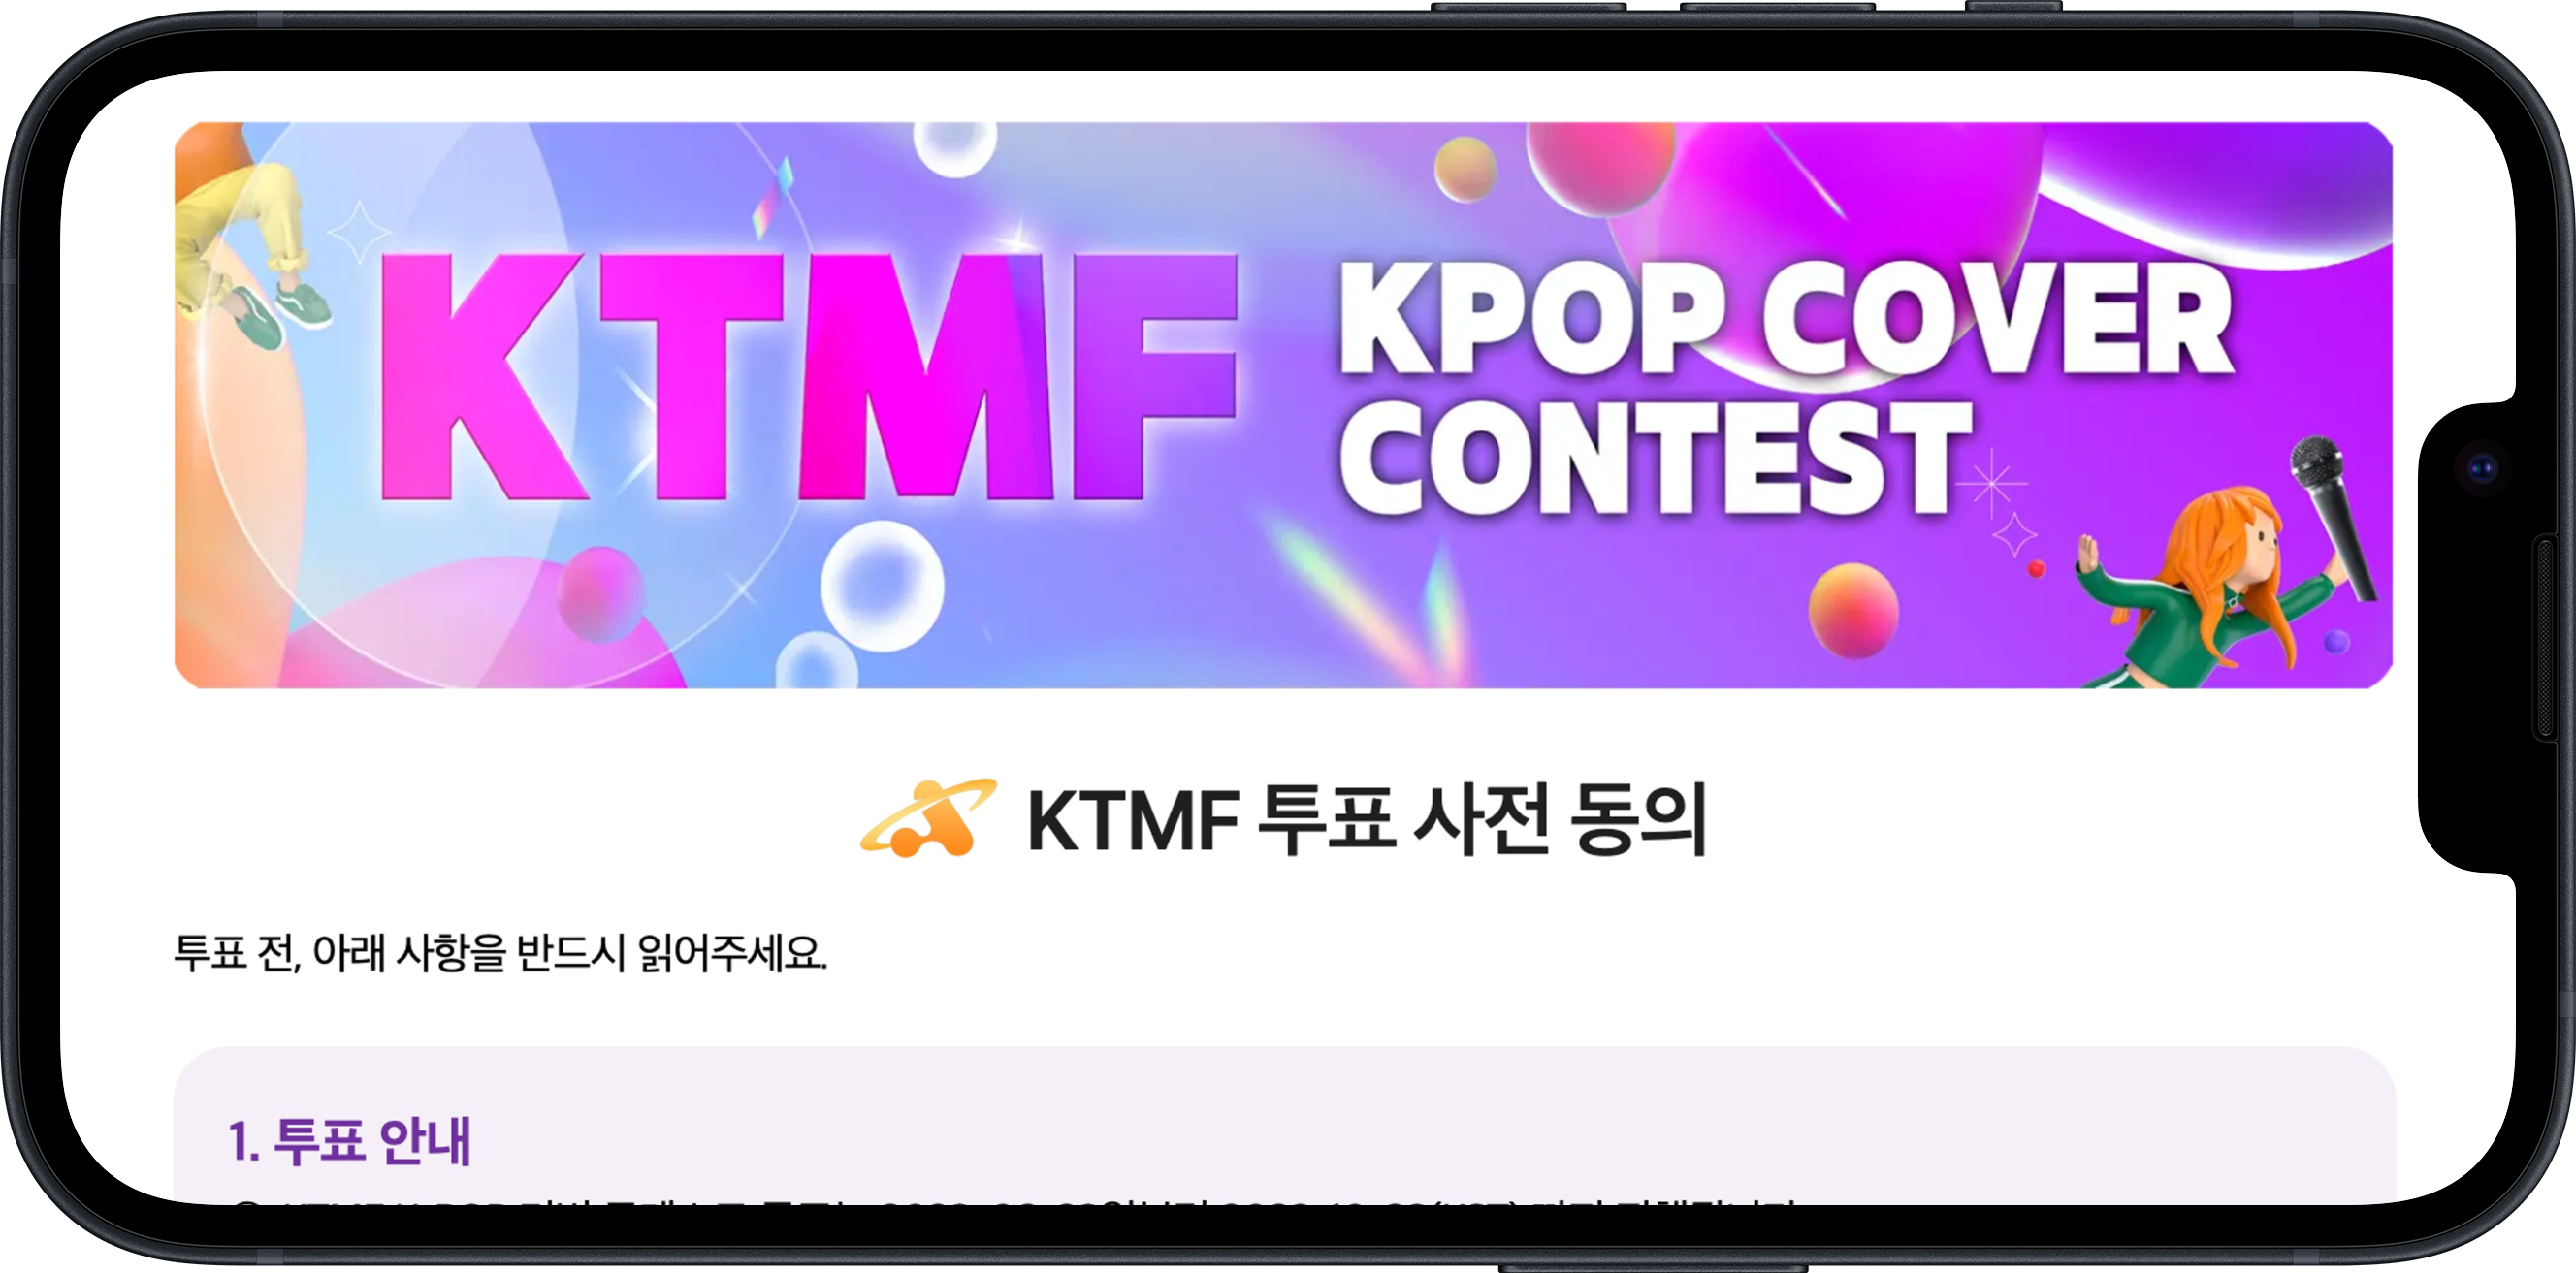 KTMF
KPOP COVER
CONTEST
KTMF 투표 사전 동의
투표 전, 아래 사항을 반드시 읽어주세요.
1. 투표 안내